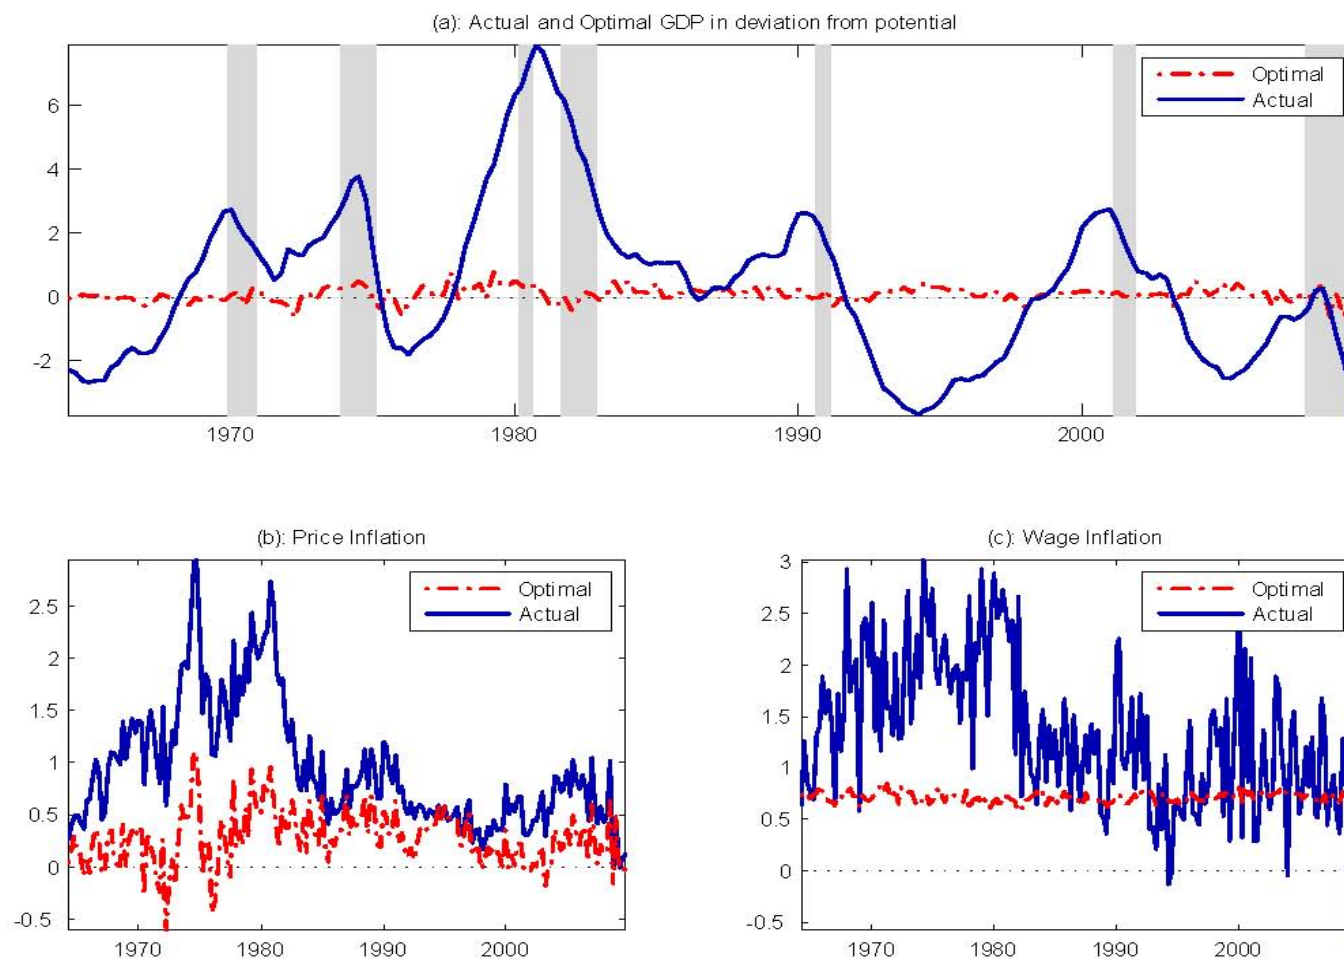 (a): Actual and Optimal GDP in deviation from potential
Optimal
Actual
6
4
2
0
-2
1970 1980 1990 2000
(b): Price Inflation
Optimal
Actual
2.5
2
1.5
1
0.5
0
-0.5
1970 1980 1990 2000
(c): Wage Inflation
Optimal
Actual
3
2.5
2
1.5
1
0.5
0
-0.5
1970 1980 1990 2000